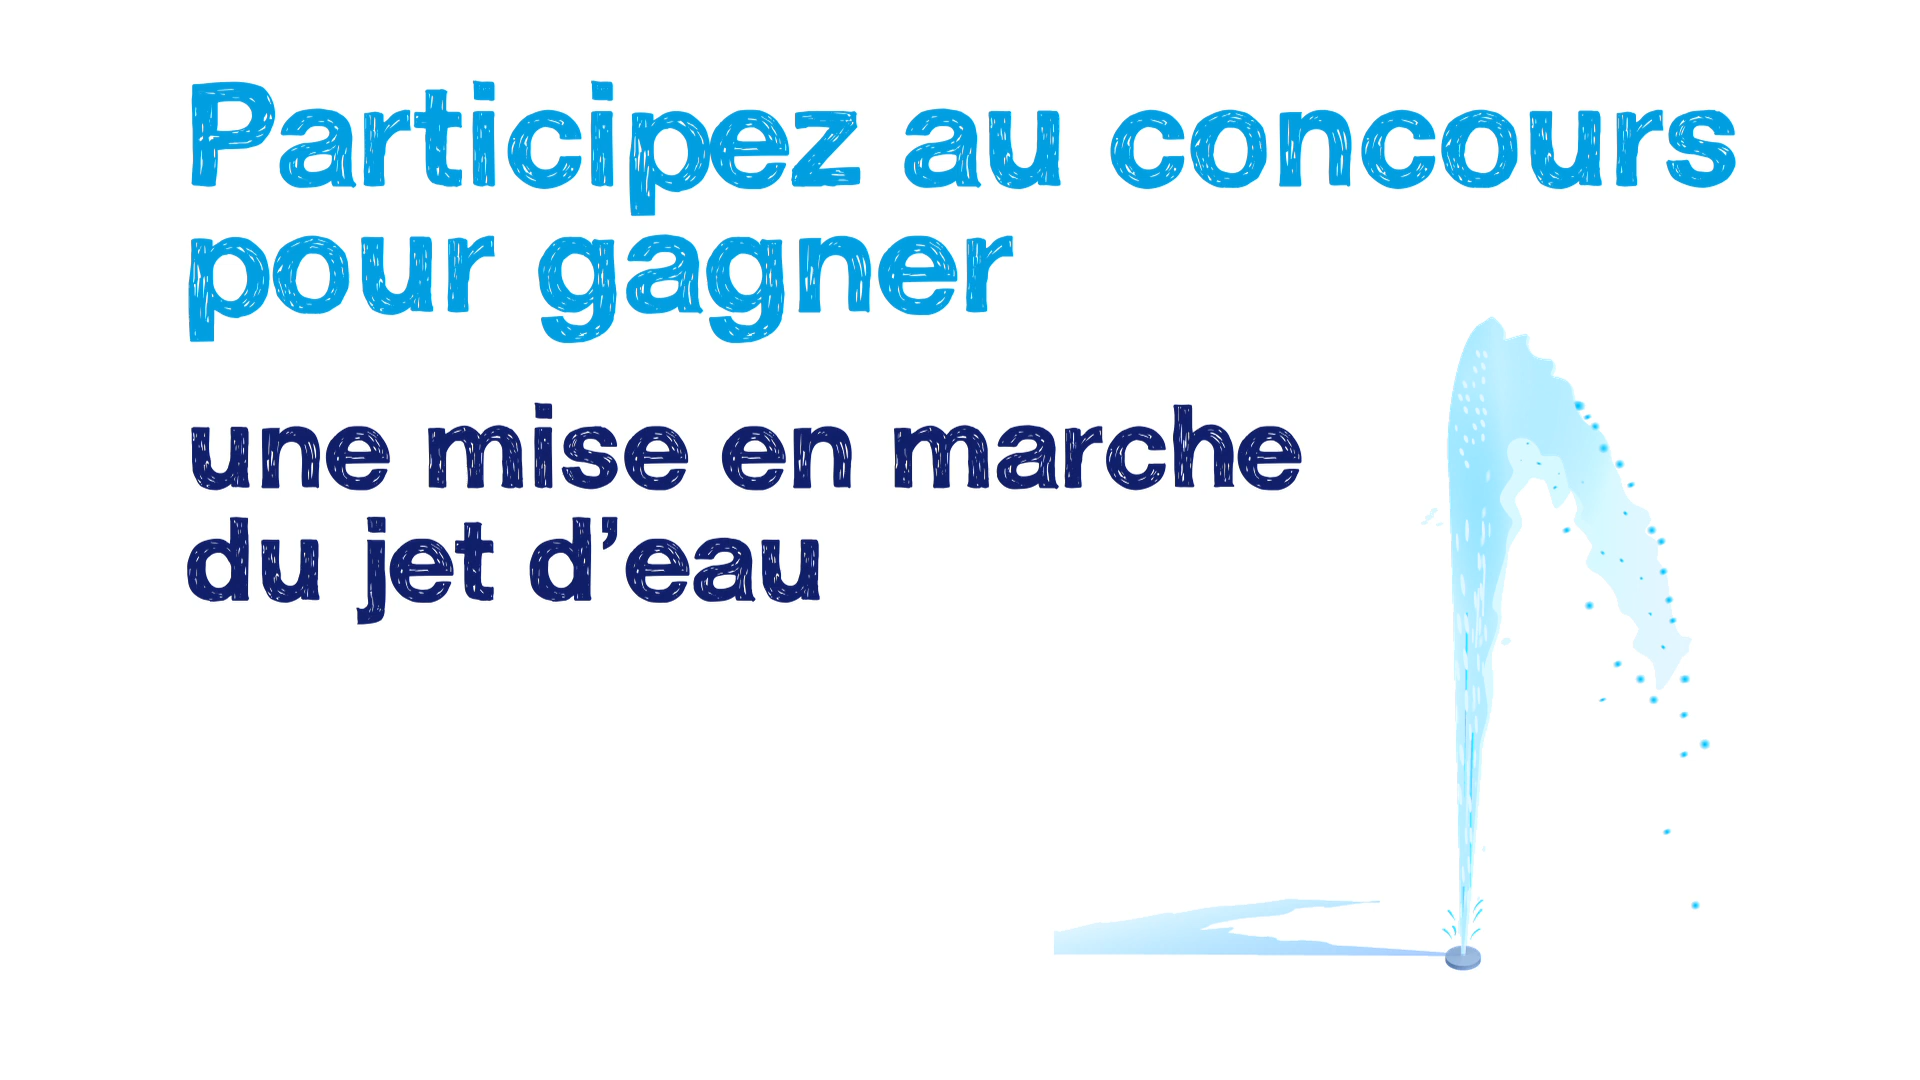 Participez au concours
pour gagner
une mise en marche
du jet d’eau